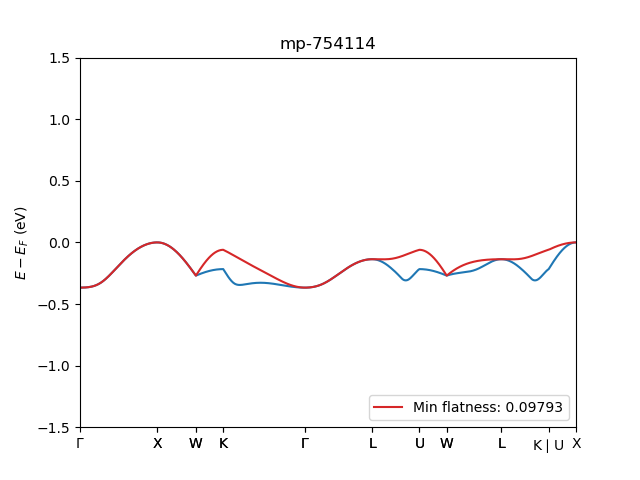 mp-754114
E − E_F (eV)
1.5
1.0
0.5
0.0
−0.5
−1.0
−1.5
Min flatness: 0.09793
Γ X W K Γ L U W L K | U X